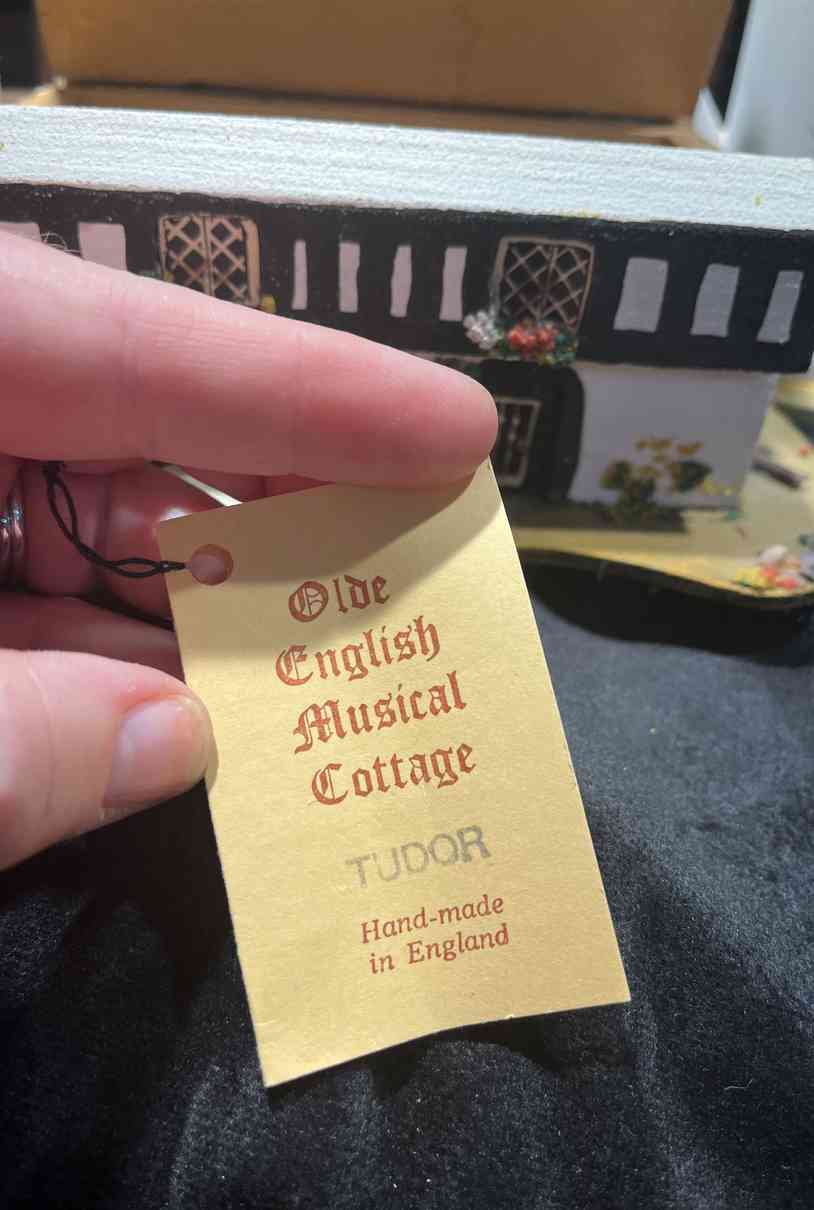 Olde
English
Musical
Cottage
TUDOR
Hand-made
in England